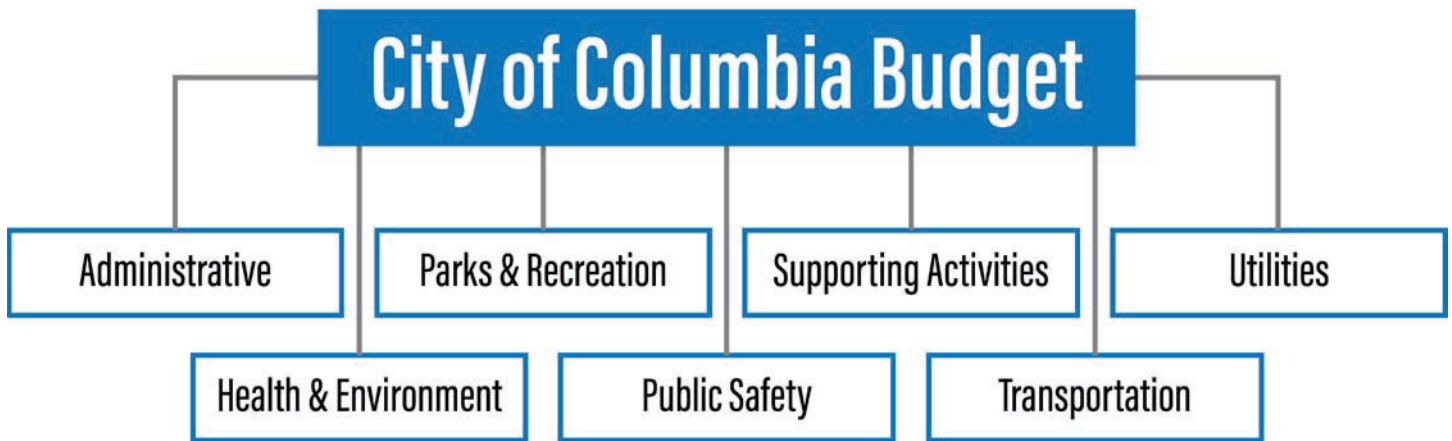 City of Columbia Budget
Administrative
Parks & Recreation
Supporting Activities
Utilities
Health & Environment
Public Safety
Transportation